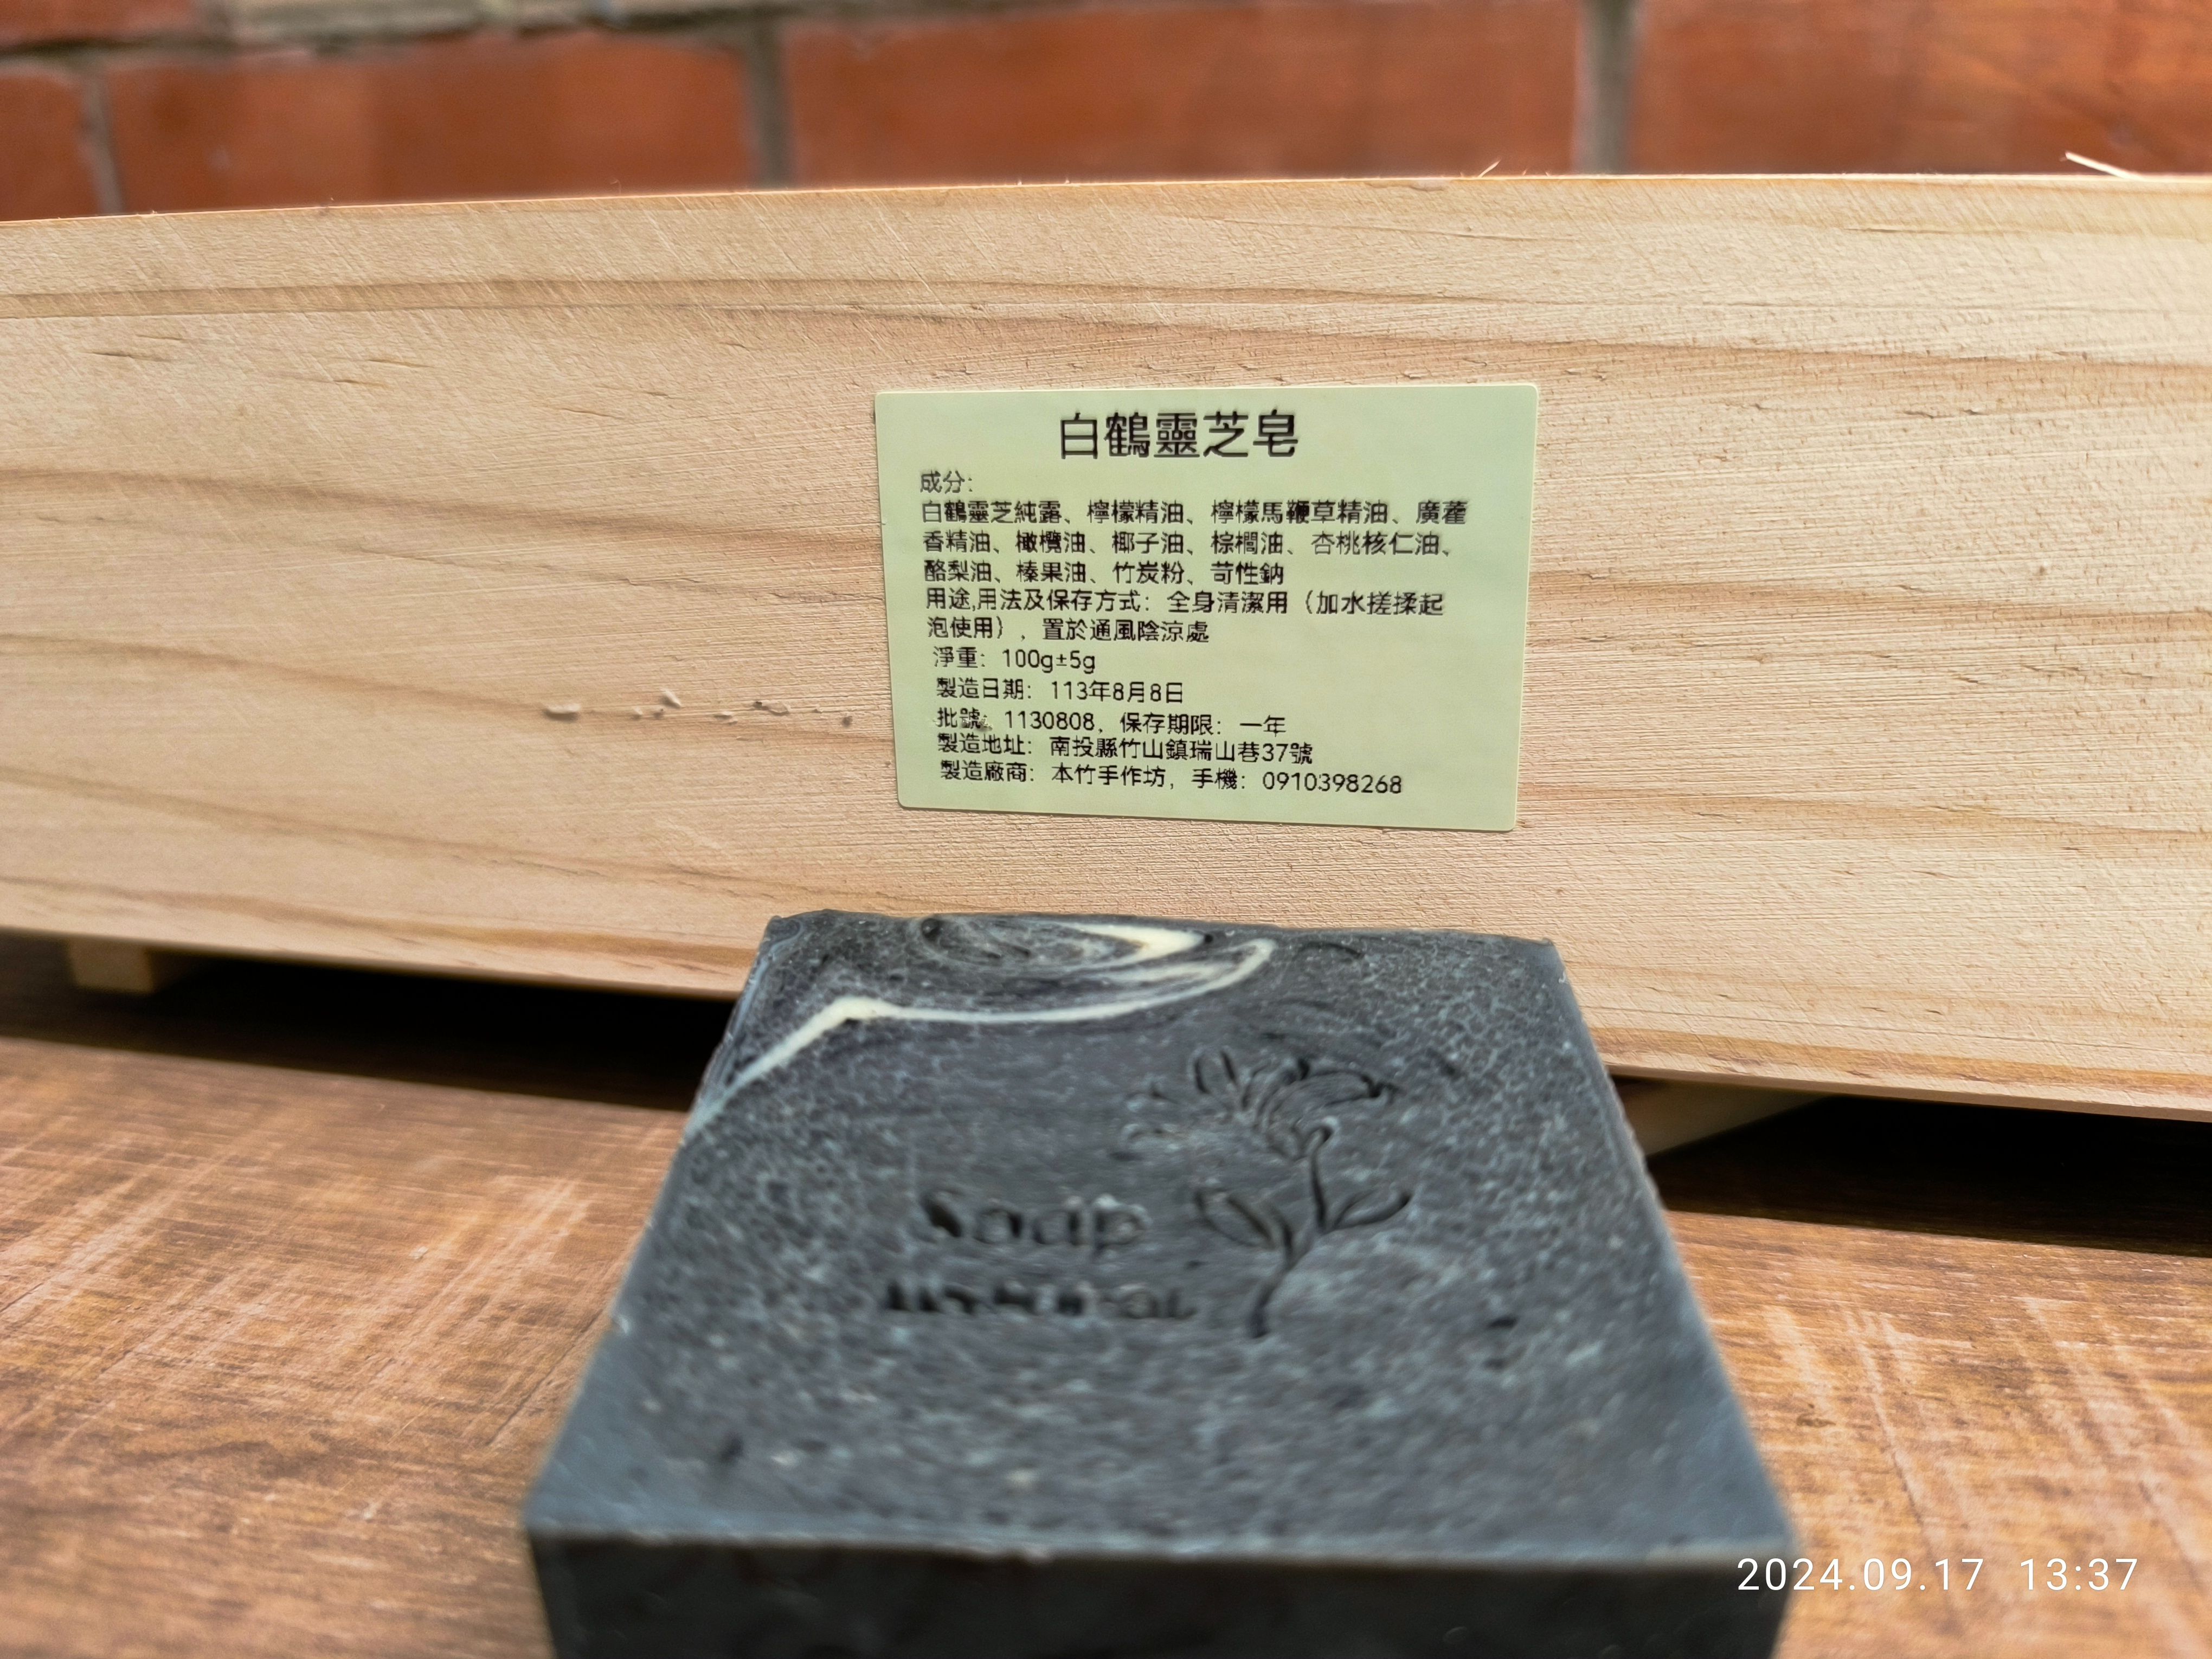 白鶴靈芝皂
成分:
白鶴靈芝純露、檸檬精油、檸檬馬鞭草精油、廣藿
香精油、橄欖油、椰子油、棕櫚油、杏桃核仁油、
酪梨油、榛果油、竹炭粉、苛性鈉
用途,用法及保存方式: 全身清潔用 (加水搓揉起
泡使用) , 置於通風陰涼處
淨重: 100g±5g
製造日期: 113年8月8日
批號: 1130808, 保存期限: 一年
製造地址: 南投縣竹山鎮瑞山巷37號
製造廠商: 本竹手作坊, 手機: 0910398268
Soap
2024.09.17 13:37